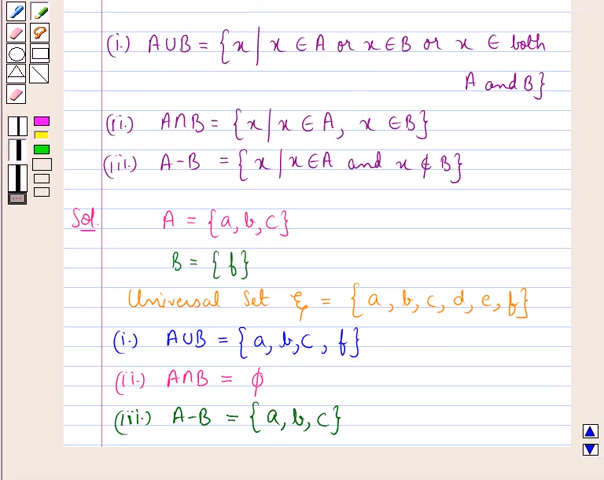 (i.) A∪B = {x | x ∈ A or x ∈ B or x ∈ both
A and B}
(ii.) A∩B = {x | x ∈ A, x ∈ B}
(iii.) A-B = {x | x ∈ A and x ∉ B}
Sol. A = {a, b, c}
B = {f}
Universal Set ξ = {a, b, c, d, e, f}
(i.) A∪B = {a, b, c, f}
(ii.) A∩B = ϕ
(iii.) A-B = {a, b, c}